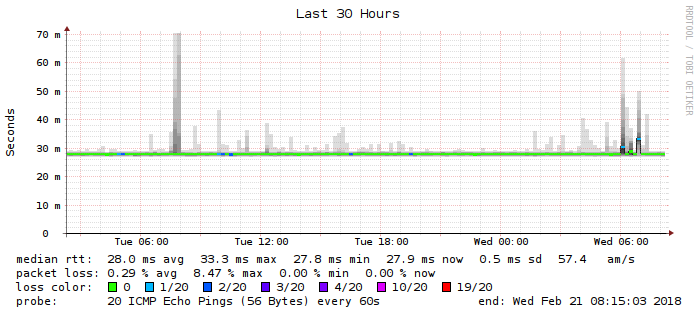 Last 30 Hours
RRDTOOL / TOBI OETIKER
Seconds
70 m
60 m
50 m
40 m
30 m
20 m
10 m
0
Tue 06:00 Tue 12:00 Tue 18:00 Wed 00:00 Wed 06:00
median rtt: 28.0 ms avg 33.3 ms max 27.8 ms min 27.9 ms now 0.5 ms sd 57.4 am/s
packet loss: 0.29 % avg 8.47 % max 0.00 % min 0.00 % now
loss color: 0 1/20 2/20 3/20 4/20 10/20 19/20
probe: 20 ICMP Echo Pings (56 Bytes) every 60s end: Wed Feb 21 08:15:03 2018